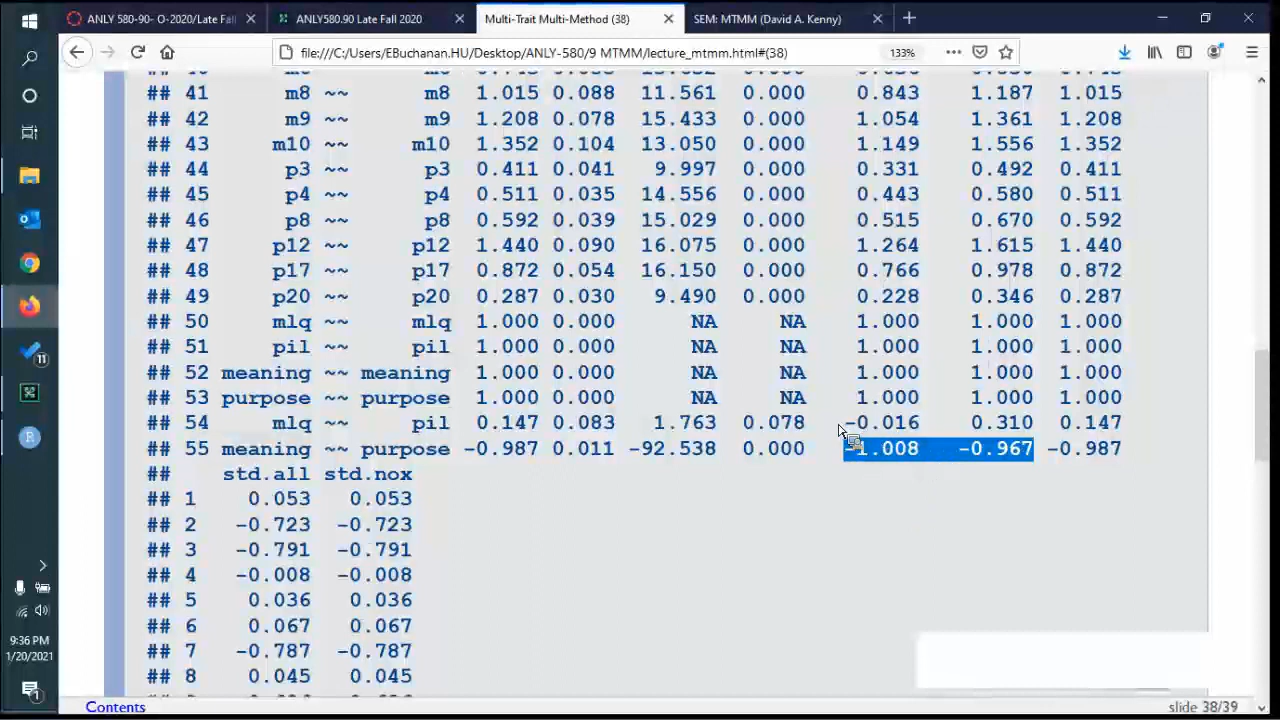 ANLY 580-90- O-2020/Late Fall
ANLY580.90 Late Fall 2020
Multi-Trait Multi-Method (38)
SEM: MTMM (David A. Kenny)
file:///C:/Users/EBuchanan.HU/Desktop/ANLY-580/9 MTMM/lecture_mtmm.html#(38)
133%
## 41 m8 ~~ m8 1.015 0.088 11.561 0.000 0.843 1.187 1.015
## 42 m9 ~~ m9 1.208 0.078 15.433 0.000 1.054 1.361 1.208
## 43 m10 ~~ m10 1.352 0.104 13.050 0.000 1.149 1.556 1.352
## 44 p3 ~~ p3 0.411 0.041 9.997 0.000 0.331 0.492 0.411
## 45 p4 ~~ p4 0.511 0.035 14.556 0.000 0.443 0.580 0.511
## 46 p8 ~~ p8 0.592 0.039 15.029 0.000 0.515 0.670 0.592
## 47 p12 ~~ p12 1.440 0.090 16.075 0.000 1.264 1.615 1.440
## 48 p17 ~~ p17 0.872 0.054 16.150 0.000 0.766 0.978 0.872
## 49 p20 ~~ p20 0.287 0.030 9.490 0.000 0.228 0.346 0.287
## 50 mlq ~~ mlq 1.000 0.000 NA NA 1.000 1.000 1.000
## 51 pil ~~ pil 1.000 0.000 NA NA 1.000 1.000 1.000
## 52 meaning ~~ meaning 1.000 0.000 NA NA 1.000 1.000 1.000
## 53 purpose ~~ purpose 1.000 0.000 NA NA 1.000 1.000 1.000
## 54 mlq ~~ pil 0.147 0.083 1.763 0.078 -0.016 0.310 0.147
## 55 meaning ~~ purpose -0.987 0.011 -92.538 0.000 -1.008 -0.967 -0.987
## std.all std.nox
## 1 0.053 0.053
## 2 -0.723 -0.723
## 3 -0.791 -0.791
## 4 -0.008 -0.008
## 5 0.036 0.036
## 6 0.067 0.067
## 7 -0.787 -0.787
## 8 0.045 0.045
11
9:36 PM
1/20/2021
1
Contents
slide 38/39